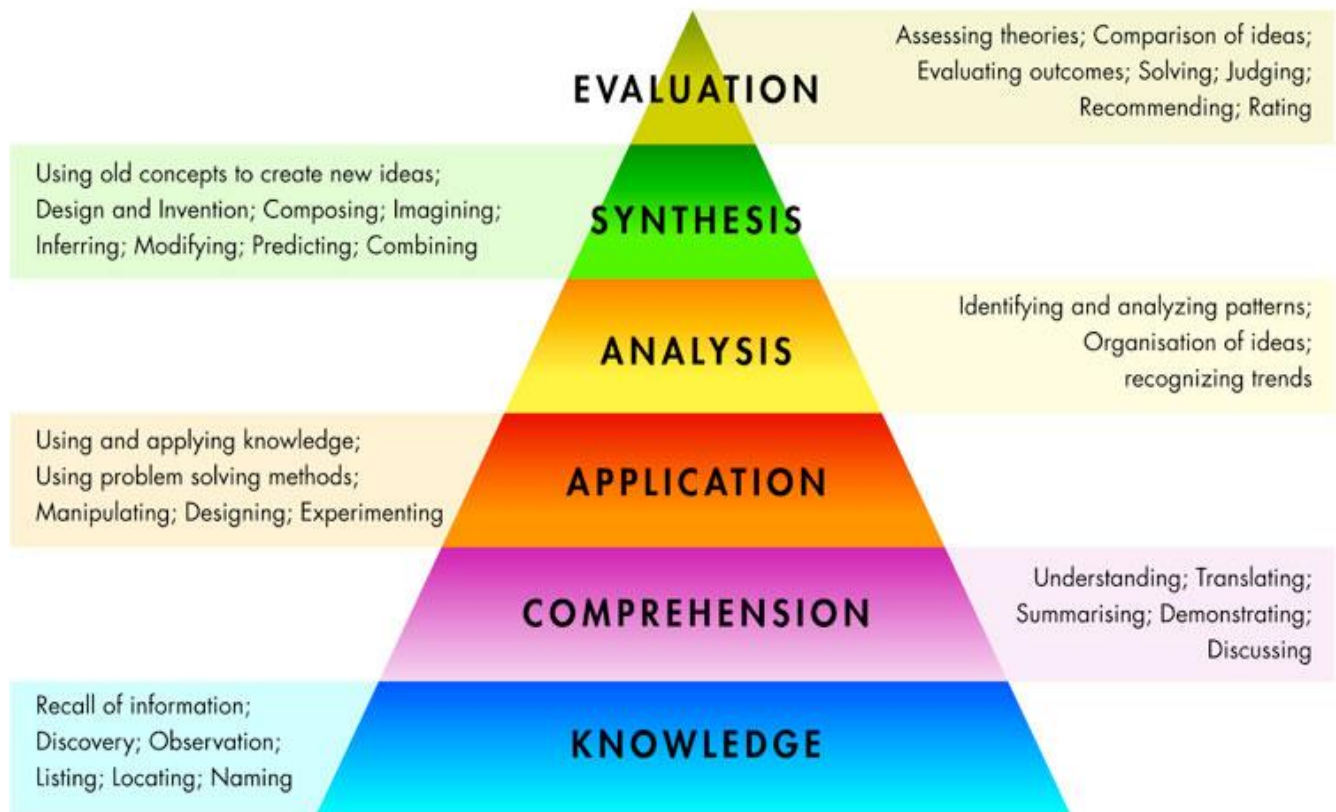 EVALUATION
Assessing theories; Comparison of ideas;
Evaluating outcomes; Solving; Judging;
Recommending; Rating
Using old concepts to create new ideas;
Design and Invention; Composing; Imagining;
Inferring; Modifying; Predicting; Combining
SYNTHESIS
ANALYSIS
Identifying and analyzing patterns;
Organisation of ideas;
recognizing trends
Using and applying knowledge;
Using problem solving methods;
Manipulating; Designing; Experimenting
APPLICATION
COMPREHENSION
Understanding; Translating;
Summarising; Demonstrating;
Discussing
Recall of information;
Discovery; Observation;
Listing; Locating; Naming
KNOWLEDGE